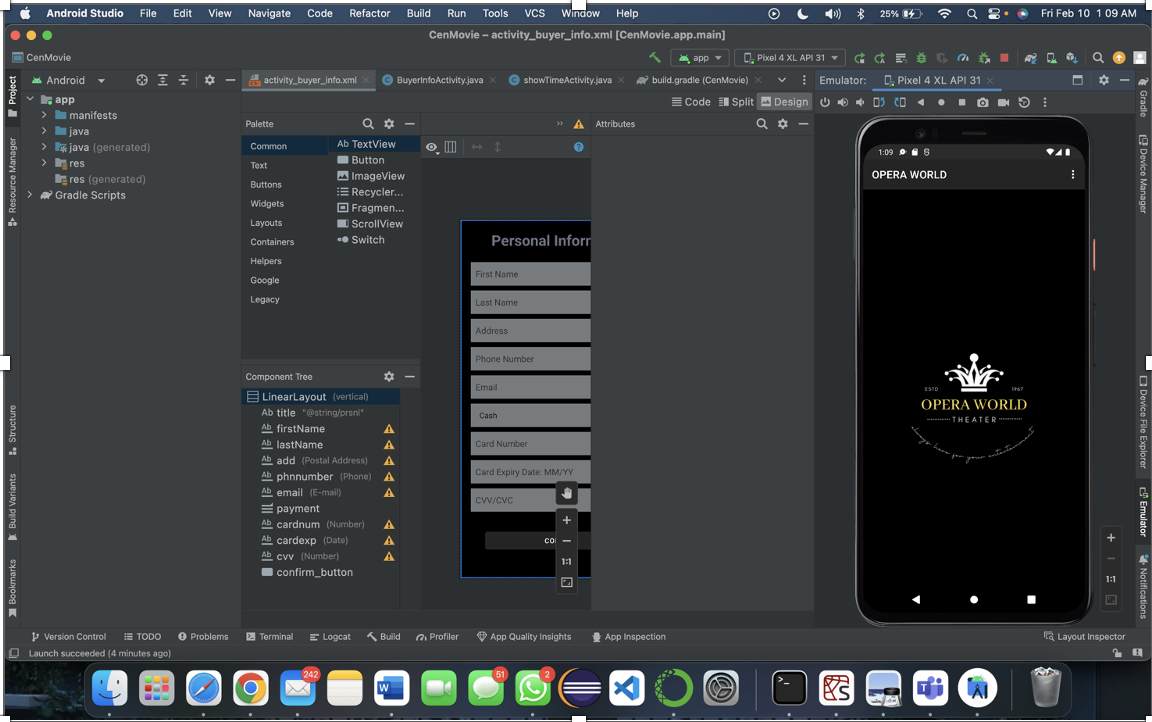 Android Studio File Edit View Navigate Code Refactor Build Run Tools VCS Window Help 25% Fri Feb 10 1 09 AM
CenMovie – activity_buyer_info.xml [CenMovie.app.main]
CenMovie app Pixel 4 XL API 31
Android activity_buyer_info.xml BuyerInfoActivity.java showTimeActivity.java build.gradle (CenMovie) Emulator: Pixel 4 XL API 31
Project
Resource Manager
Structure
Build Variants
Bookmarks
app
manifests
java
java (generated)
res
res (generated)
Gradle Scripts
Code Split Design
Palette
Common
Text
Buttons
Widgets
Layouts
Containers
Helpers
Google
Legacy
Ab TextView
Button
ImageView
Recycler...
Fragmen...
ScrollView
Switch
Component Tree
LinearLayout (vertical)
Ab title "@string/prsnl"
Ab firstName
Ab lastName
Ab add (Postal Address)
Ab phnnumber (Phone)
Ab email (E-mail)
payment
Ab cardnum (Number)
Ab cardexp (Date)
Ab cvv (Number)
confirm_button
Personal Infor
First Name
Last Name
Address
Phone Number
Email
Cash
Card Number
Card Expiry Date: MM/YY
CVV/CVC
1:1
Attributes
1:09
OPERA WORLD
ESTD 1967
OPERA WORLD
THEATER
1:1
Gradle
Device Manager
Device File Explorer
Emulator
Notifications
Version Control TODO Problems Terminal Logcat Build Profiler App Quality Insights App Inspection Layout Inspector
Launch succeeded (4 minutes ago)
242
51
2